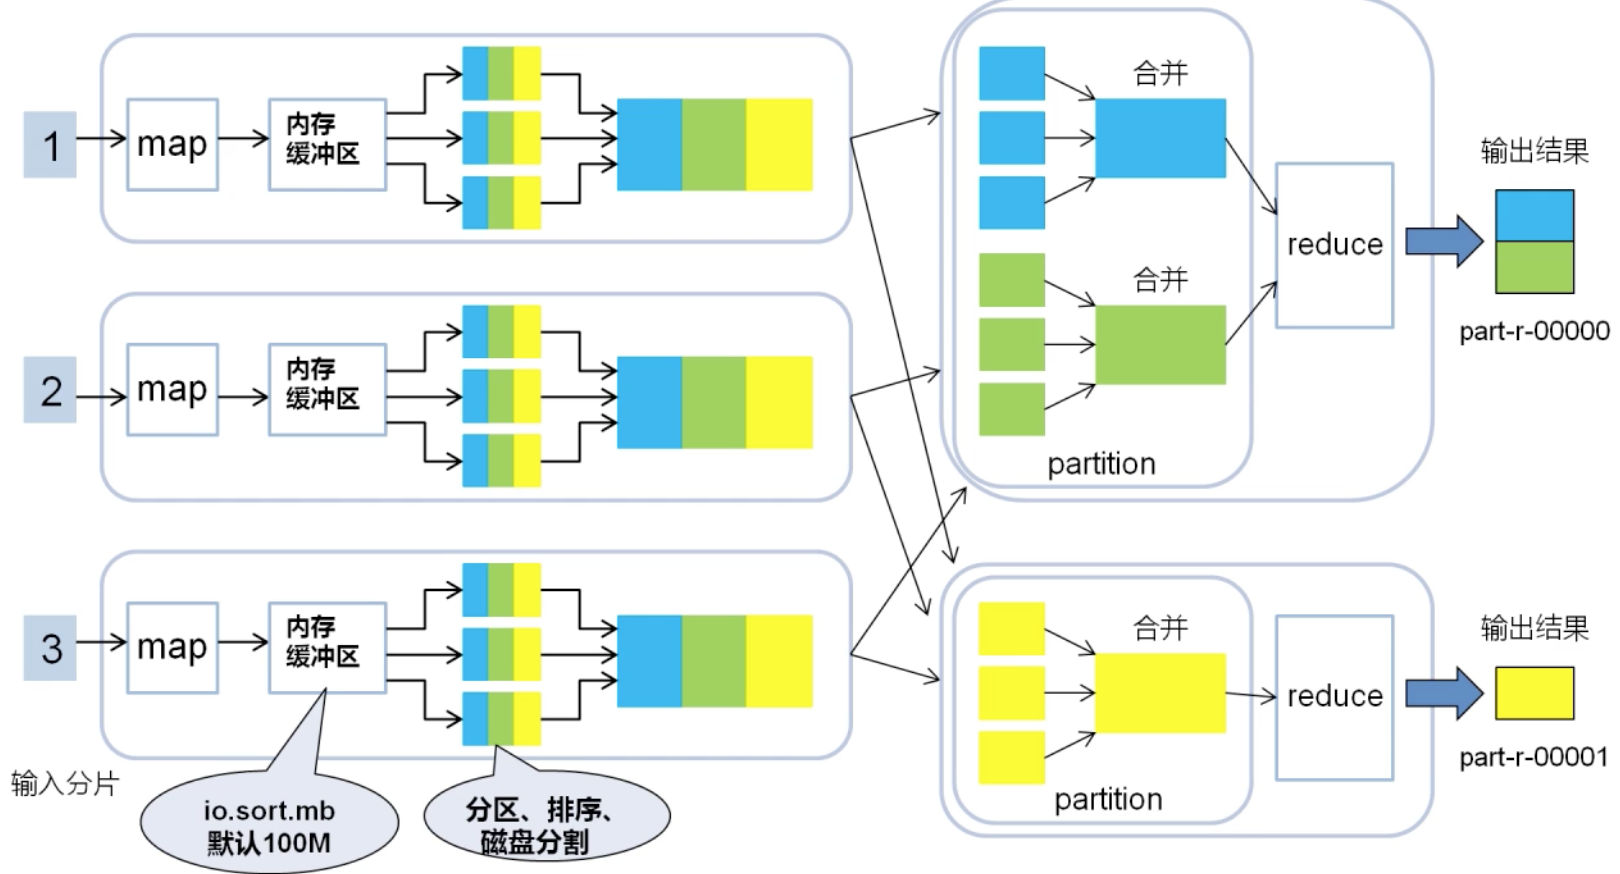 1
map
内存
缓冲区
2
map
内存
缓冲区
3
map
内存
缓冲区
输入分片
io.sort.mb
默认100M
分区、排序、
磁盘分割
合并
合并
partition
reduce
输出结果
part-r-00000
合并
partition
reduce
输出结果
part-r-00001